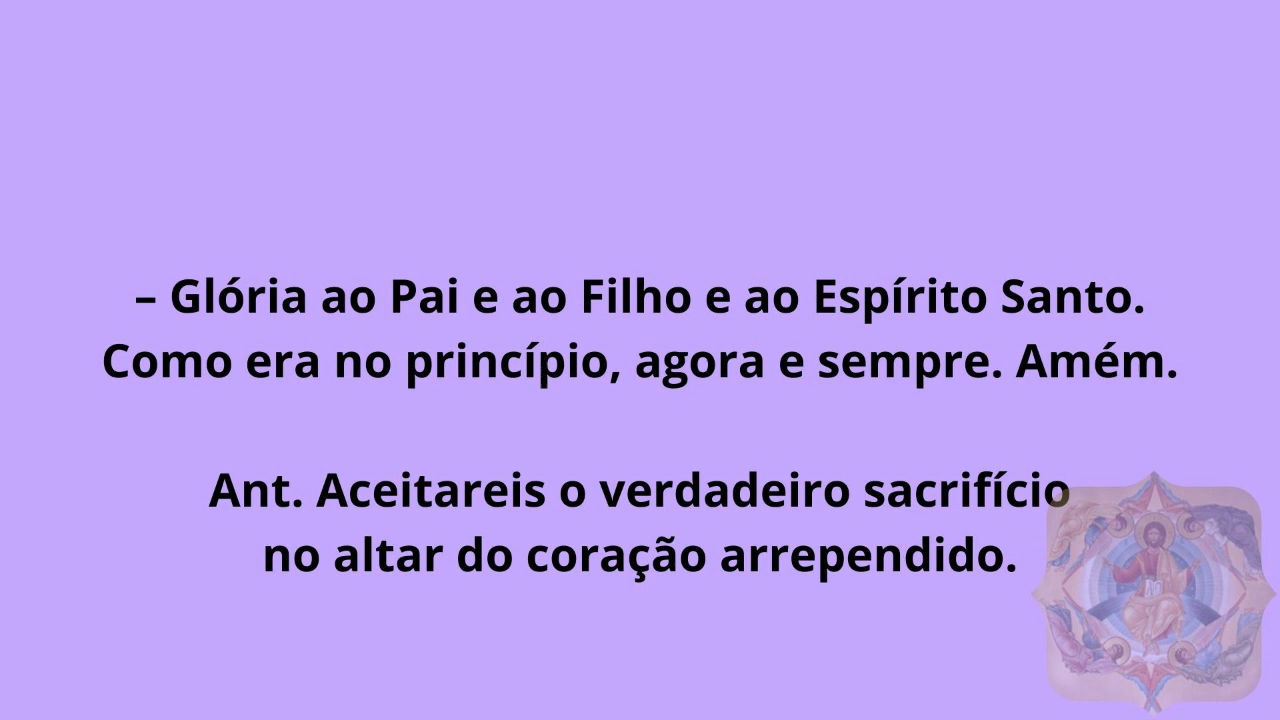 – Glória ao Pai e ao Filho e ao Espírito Santo.
Como era no princípio, agora e sempre. Amém.
Ant. Aceitareis o verdadeiro sacrifício
no altar do coração arrependido.